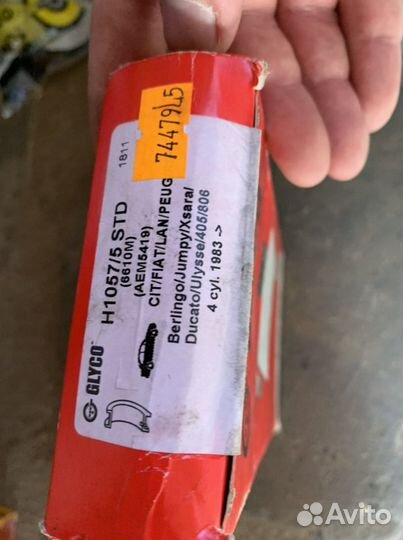 7447945
1811
GLYCO
H1057/5 STD
(6610M)
(AEM5419)
CIT/FIAT/LAN/PEUG
Berlingo/Jumpy/Xsara/
Ducato/Ulysse/405/806
4 cyl. 1983 ->
Avito